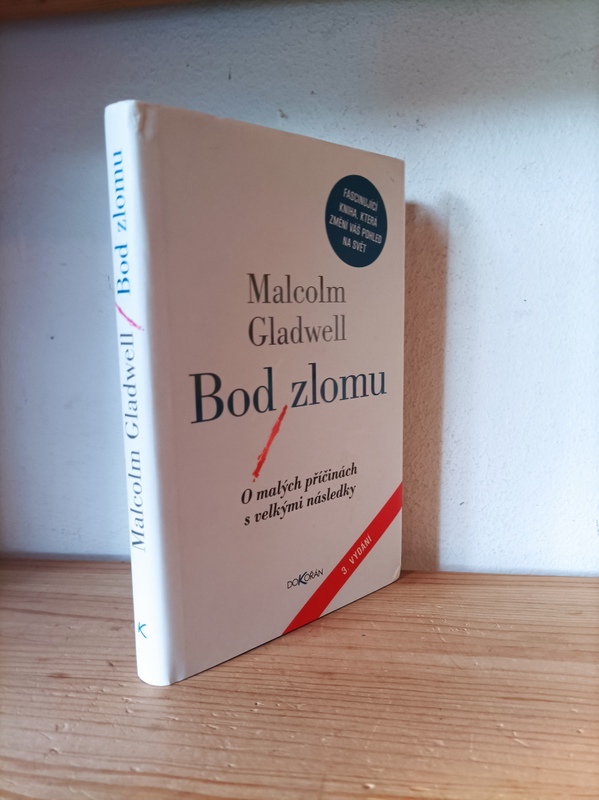 Malcolm Gladwell / Bod zlomu
FASCINUJÍCÍ
KNIHA, KTERÁ
ZMĚNÍ VÁŠ POHLED
NA SVĚT
Malcolm
Gladwell
Bod zlomu
O malých příčinách
s velkými následky
DOKOŘÁN
3. VYDÁNÍ